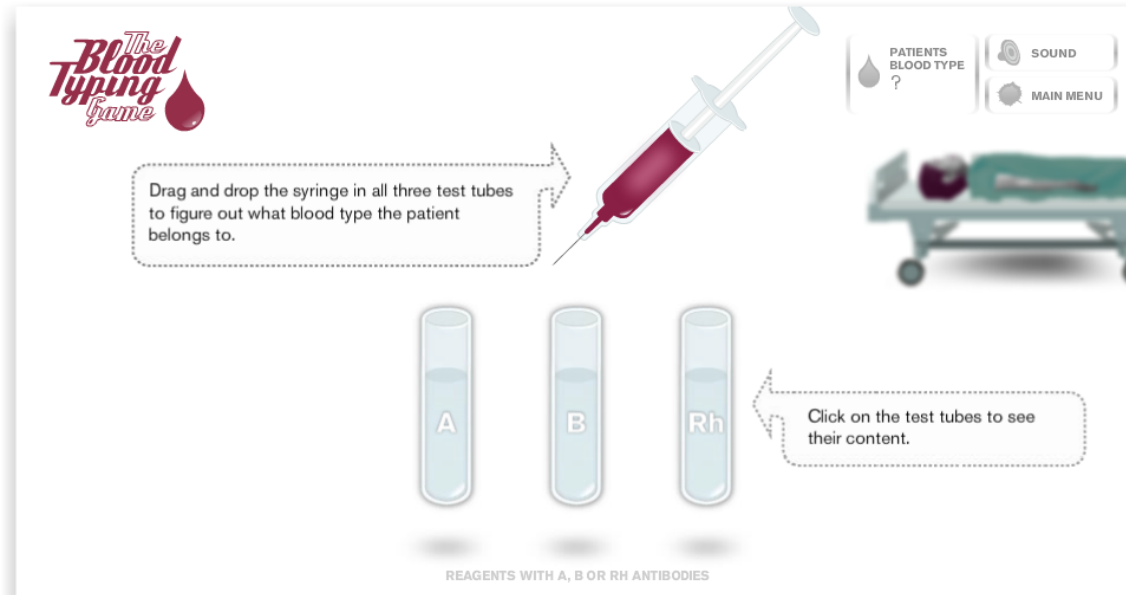 The
Blood
Typing
Game
PATIENTS
BLOOD TYPE
?
SOUND
MAIN MENU
Drag and drop the syringe in all three test tubes
to figure out what blood type the patient
belongs to.
A
B
Rh
Click on the test tubes to see
their content.
REAGENTS WITH A, B OR RH ANTIBODIES